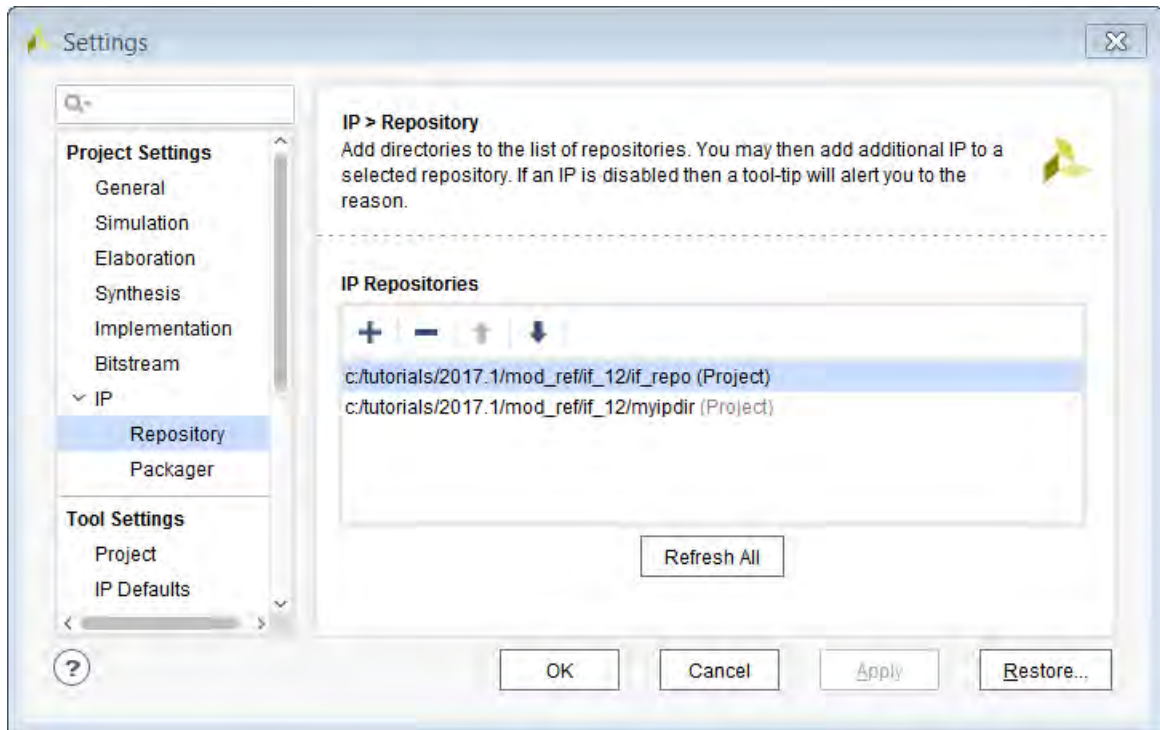 Settings
Project Settings
General
Simulation
Elaboration
Synthesis
Implementation
Bitstream
IP
Repository
Packager
Tool Settings
Project
IP Defaults
IP > Repository
Add directories to the list of repositories. You may then add additional IP to a
selected repository. If an IP is disabled then a tool-tip will alert you to the
reason.
IP Repositories
c:/tutorials/2017.1/mod_ref/if_12/if_repo (Project)
c:/tutorials/2017.1/mod_ref/if_12/myipdir (Project)
Refresh All
?
OK
Cancel
Apply
Restore...